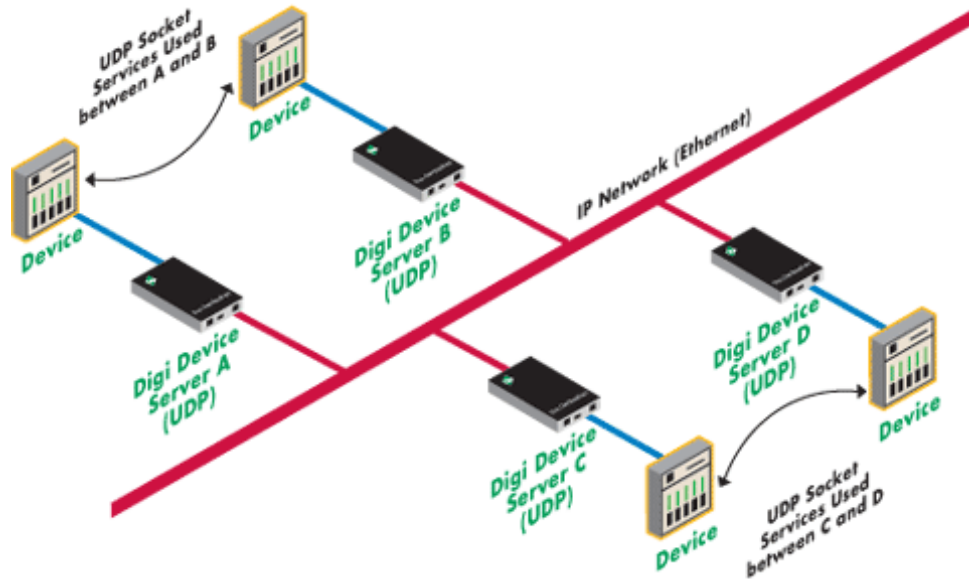 UDP Socket
Services Used
between A and B
Device
Device
Digi Device
Server B
(UDP)
IP Network (Ethernet)
Digi Device
Server A
(UDP)
Digi Device
Server D
(UDP)
Digi Device
Server C
(UDP)
Device
Device
UDP Socket
Services Used
between C and D